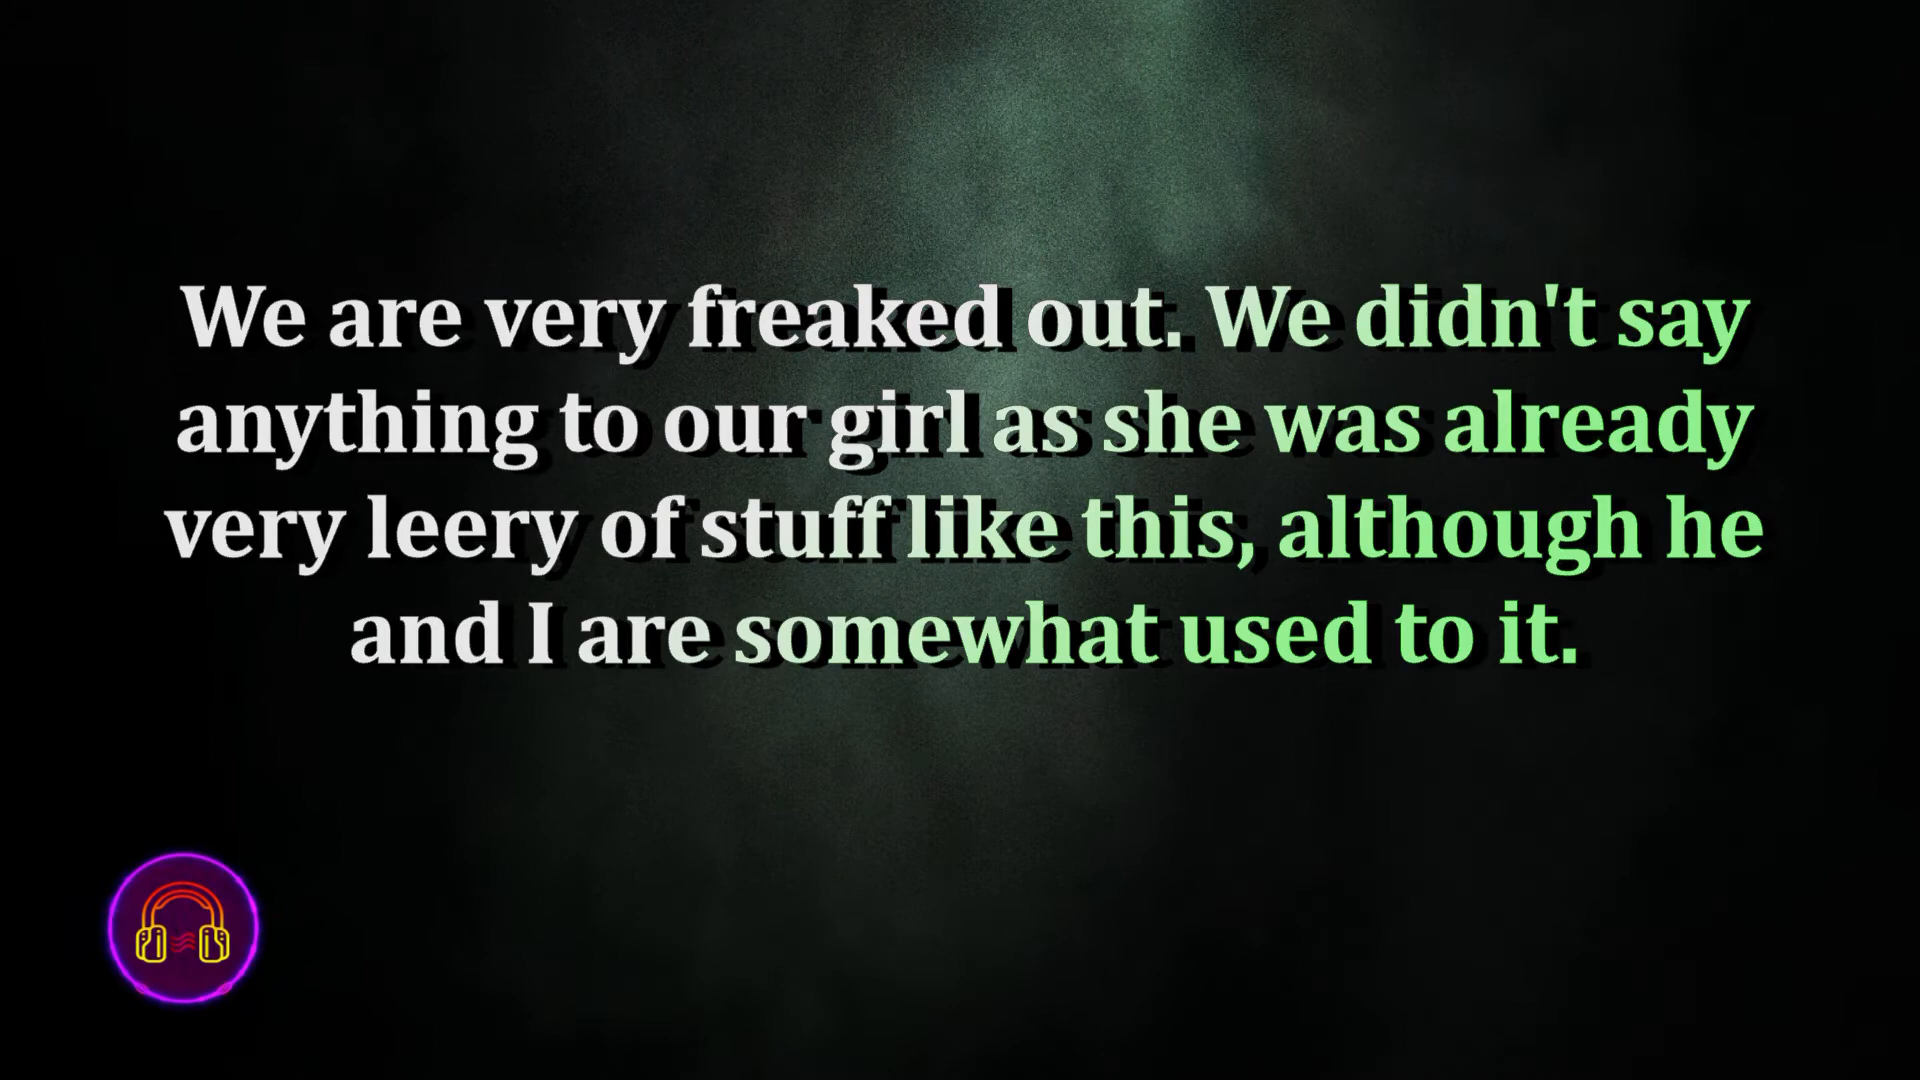 We are very freaked out. We didn't say
anything to our girl as she was already
very leery of stuff like this, although he
and I are somewhat used to it.